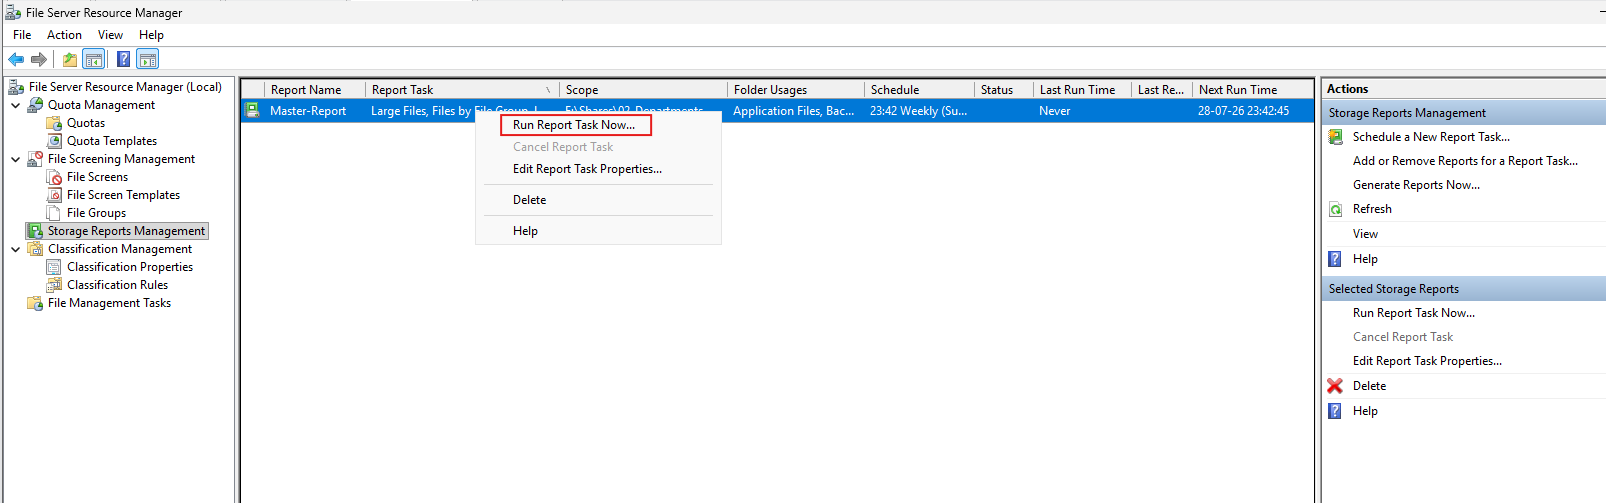 File Server Resource Manager
File Action View Help
File Server Resource Manager (Local)
Quota Management
Quotas
Quota Templates
File Screening Management
File Screens
File Screen Templates
File Groups
Storage Reports Management
Classification Management
Classification Properties
Classification Rules
File Management Tasks
Report Name Report Task Scope Folder Usages Schedule Status Last Run Time Last Re... Next Run Time
Master-Report Large Files, Files by File Group, Application Files, Bac... 23:42 Weekly (Su... Never 28-07-26 23:42:45
Run Report Task Now...
Cancel Report Task
Edit Report Task Properties...
Delete
Help
Actions
Storage Reports Management
Schedule a New Report Task...
Add or Remove Reports for a Report Task...
Generate Reports Now...
Refresh
View
Help
Selected Storage Reports
Run Report Task Now...
Cancel Report Task
Edit Report Task Properties...
Delete
Help